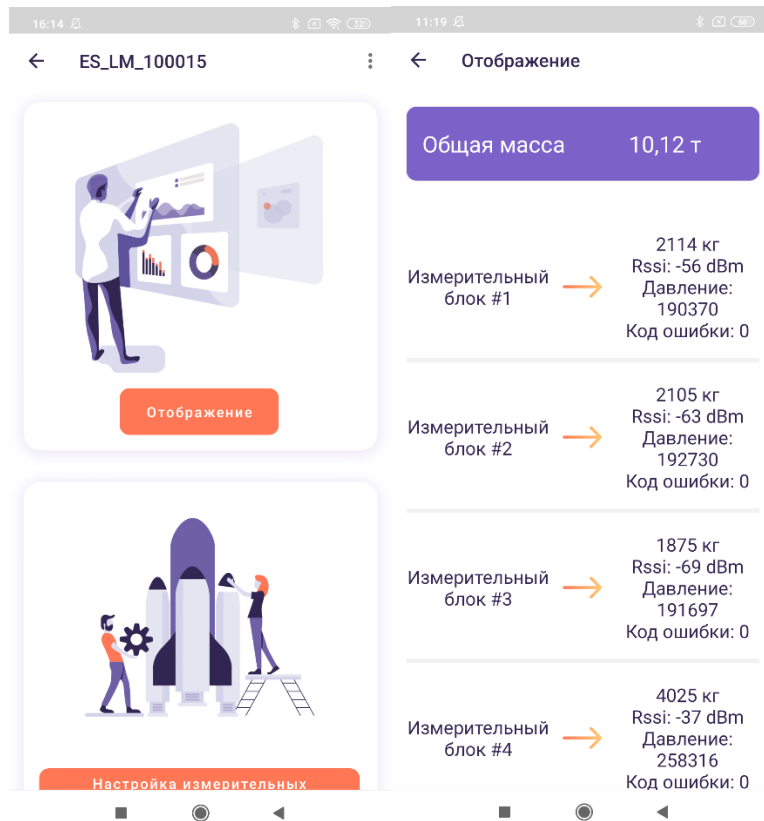 16:14
32
ES_LM_100015
Отображение
Настройка измерительных
11:19
66
Отображение
Общая масса 10,12 т
Измерительный
блок #1
2114 кг
Rssi: -56 dBm
Давление:
190370
Код ошибки: 0
Измерительный
блок #2
2105 кг
Rssi: -63 dBm
Давление:
192730
Код ошибки: 0
Измерительный
блок #3
1875 кг
Rssi: -69 dBm
Давление:
191697
Код ошибки: 0
Измерительный
блок #4
4025 кг
Rssi: -37 dBm
Давление:
258316
Код ошибки: 0